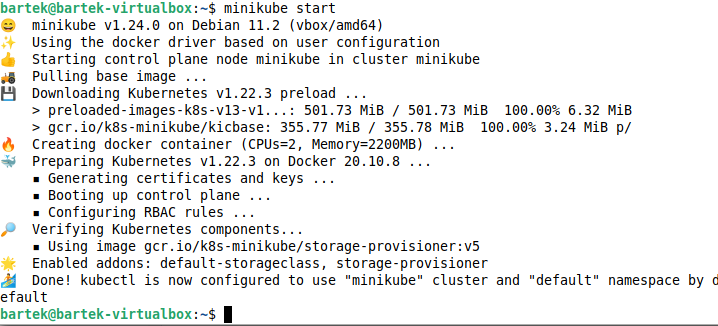 bartek@bartek-virtualbox:~$ minikube start
😄  minikube v1.24.0 on Debian 11.2 (vbox/amd64)
✨  Using the docker driver based on user configuration
👍  Starting control plane node minikube in cluster minikube
🚜  Pulling base image ...
💾  Downloading Kubernetes v1.22.3 preload ...
    > preloaded-images-k8s-v13-v1...: 501.73 MiB / 501.73 MiB  100.00% 6.32 MiB
    > gcr.io/k8s-minikube/kicbase: 355.77 MiB / 355.78 MiB  100.00% 3.24 MiB p/
🔥  Creating docker container (CPUs=2, Memory=2200MB) ...
🐳  Preparing Kubernetes v1.22.3 on Docker 20.10.8 ...
    ▪ Generating certificates and keys ...
    ▪ Booting up control plane ...
    ▪ Configuring RBAC rules ...
🔎  Verifying Kubernetes components...
    ▪ Using image gcr.io/k8s-minikube/storage-provisioner:v5
🌟  Enabled addons: default-storageclass, storage-provisioner
🏄  Done! kubectl is now configured to use "minikube" cluster and "default" namespace by d
efault
bartek@bartek-virtualbox:~$